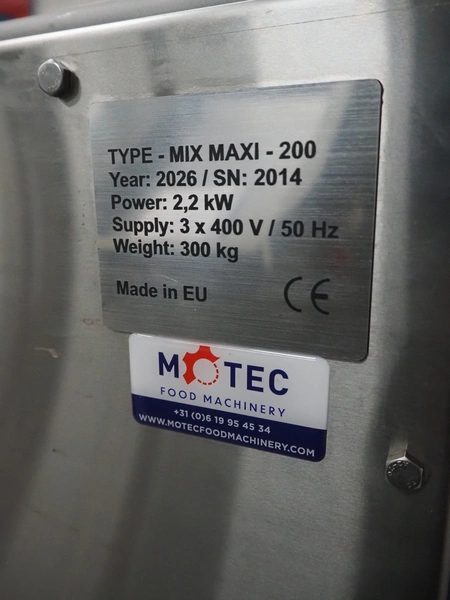 TYPE - MIX MAXI - 200
Year: 2026 / SN: 2014
Power: 2,2 kW
Supply: 3 x 400 V / 50 Hz
Weight: 300 kg
Made in EU CE
MOTEC
FOOD MACHINERY
+31 (0)6 19 95 45 34
WWW.MOTECFOODMACHINERY.COM